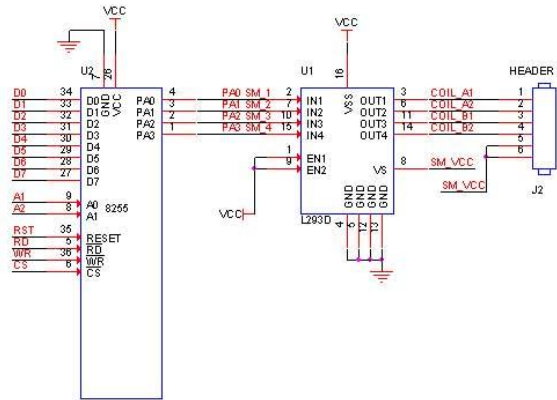 VCC
VCC
U2
7
26
GND
VCC
D0 34 D0
D1 33 D1
D2 32 D2
D3 31 D3
D4 30 D4
D5 29 D5
D6 28 D6
D7 27 D7
A1 9 A0
A2 8 A1
8255
RST 35 RESET
RD 5 RD
WR 36 WR
CS 6 CS
PA0 4 PA0 SM_1 2 IN1
PA1 3 PA1 SM_2 7 IN2
PA2 2 PA2 SM_3 10 IN3
PA3 1 PA3 SM_4 15 IN4
U1
16
VSS
1 EN1
9 EN2
VCC
OUT1 3 COIL_A1 1
OUT2 6 COIL_A2 2
OUT3 11 COIL_B1 3
OUT4 14 COIL_B2 4
5
6
VS 8 SM_VCC
SM_VCC
HEADER
J2
GND
GND
GND
GND
L293D
4
5
12
13